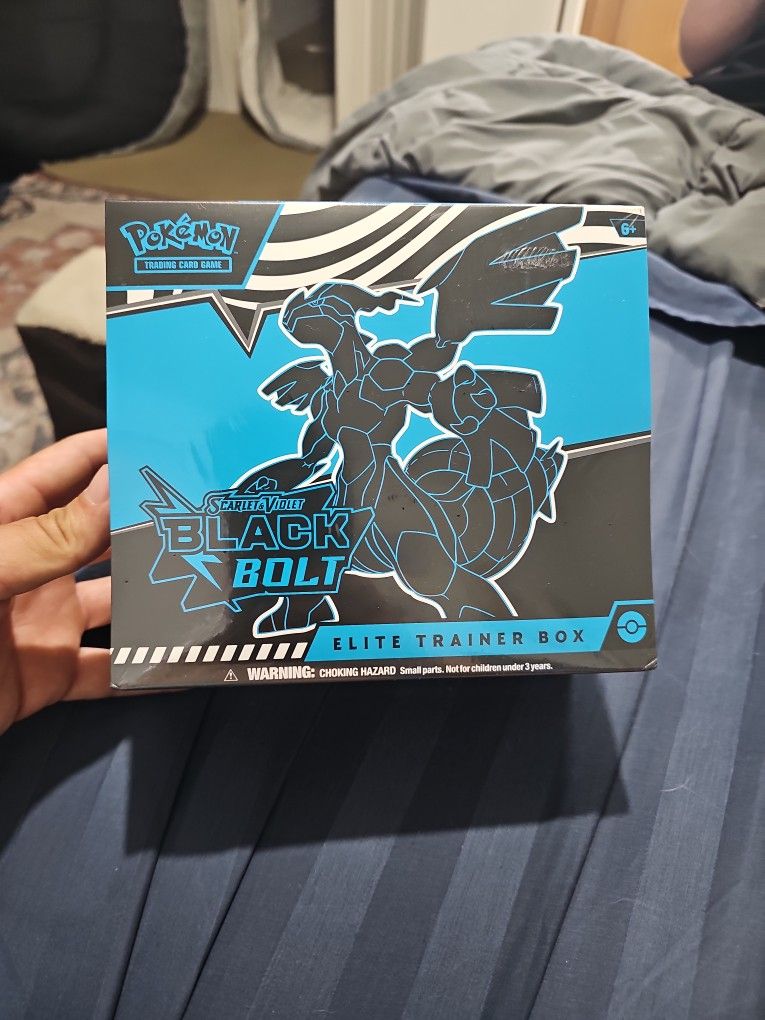 POKéMON
TRADING CARD GAME
6+
SCARLET & VIOLET
BLACK
BOLT
ELITE TRAINER BOX
WARNING: CHOKING HAZARD Small parts. Not for children under 3 years.